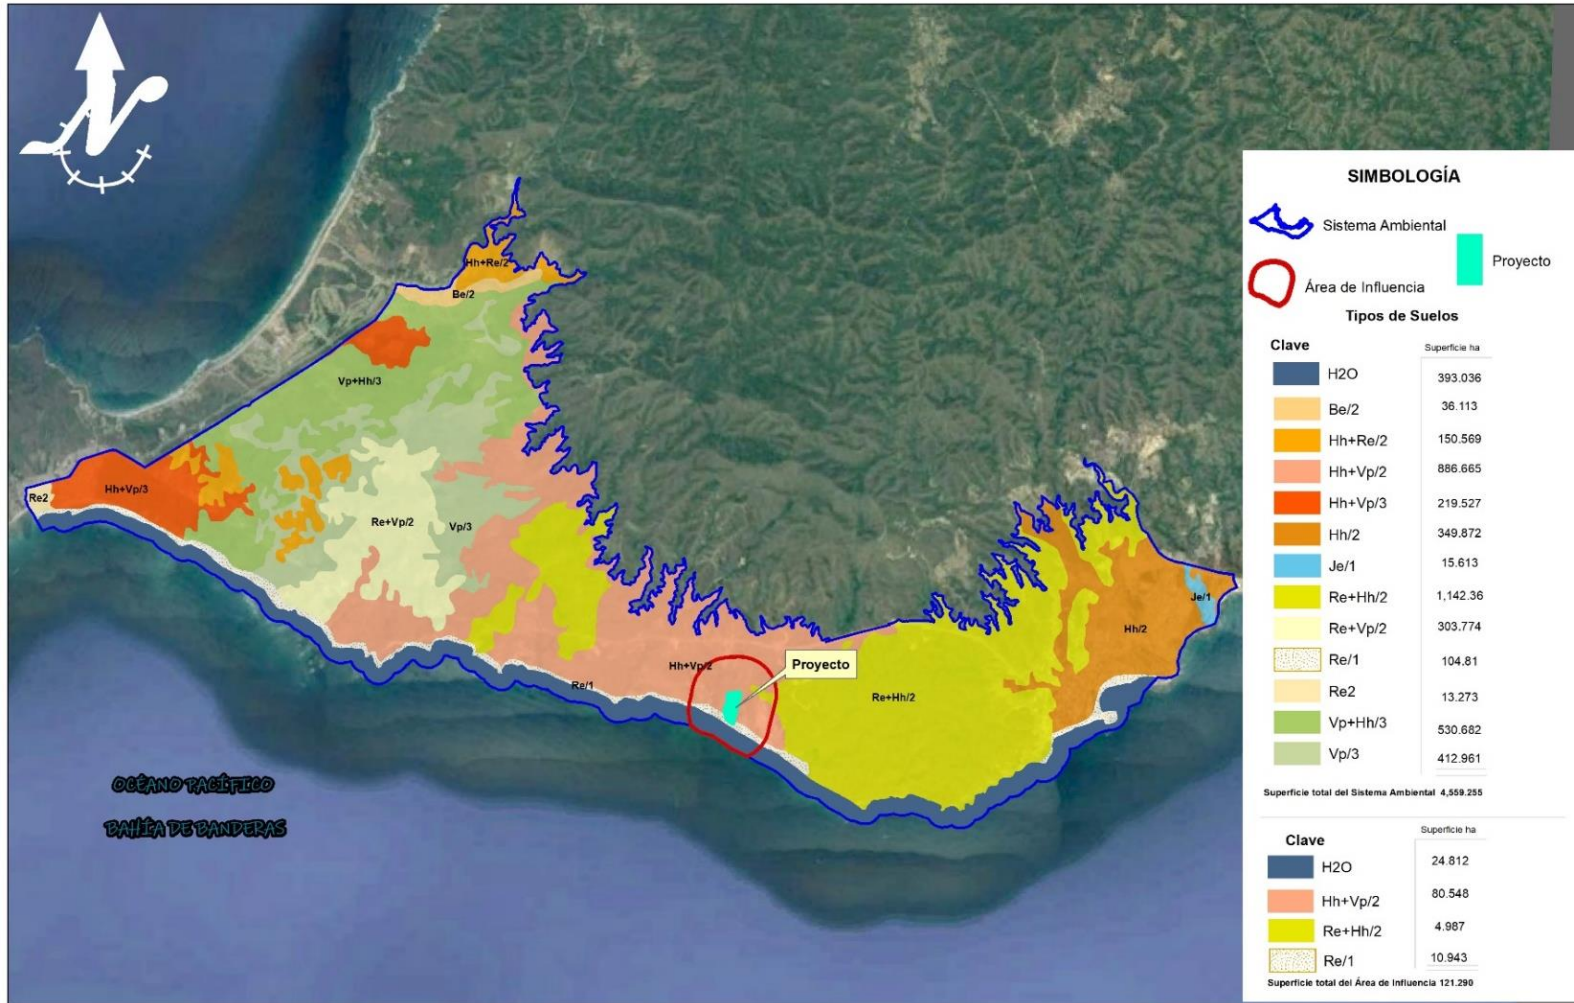 Hh+Re/2
Be/2
Vp+Hh/3
Re2
Hh+Vp/3
Re+Vp/2
Vp/3
Je/1
Hh/2
Hh+Vp/2
Proyecto
Re/1
Re+Hh/2
OCÉANO PACÍFICO
BAHÍA DE BANDERAS
SIMBOLOGÍA
Sistema Ambiental
Proyecto
Área de Influencia
Tipos de Suelos
Clave Superficie ha
H2O 393.036
Be/2 36.113
Hh+Re/2 150.569
Hh+Vp/2 886.665
Hh+Vp/3 219.527
Hh/2 349.872
Je/1 15.613
Re+Hh/2 1,142.36
Re+Vp/2 303.774
Re/1 104.81
Re2 13.273
Vp+Hh/3 530.682
Vp/3 412.961
Superficie total del Sistema Ambiental 4,559.255
Clave Superficie ha
H2O 24.812
Hh+Vp/2 80.548
Re+Hh/2 4.987
Re/1 10.943
Superficie total del Área de Influencia 121.290